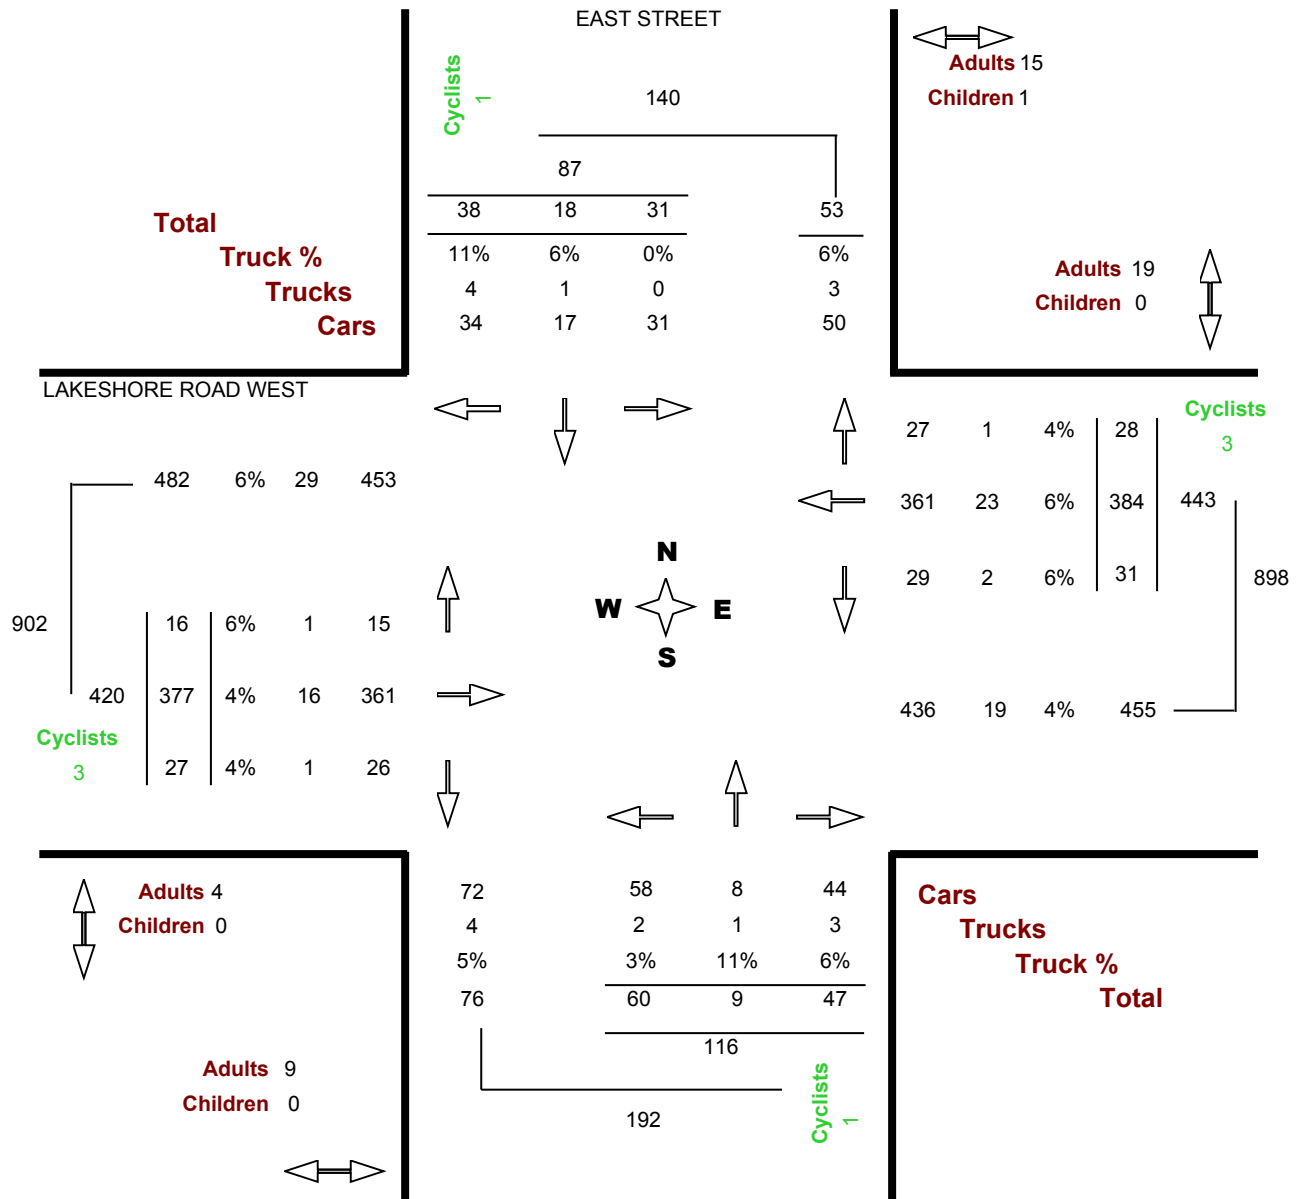 EAST STREET
Cyclists
1
140
Adults 15
Children 1
87
38 18 31 53
Total
11% 6% 0% 6%
Truck %
4 1 0 3
Trucks
34 17 31 50
Cars
Adults 19
Children 0
LAKESHORE ROAD WEST
Cyclists
3
27 1 4% 28
482 6% 29 453
361 23 6% 384 443
N
29 2 6% 31
898
W E
S
902
16 6% 1 15
420 377 4% 16 361
436 19 4% 455
Cyclists
3
27 4% 1 26
Adults 4
Children 0
72 58 8 44
4 2 1 3
5% 3% 11% 6%
76 60 9 47
Cars
Trucks
Truck %
Total
116
Adults 9
Children 0
Cyclists
1
192